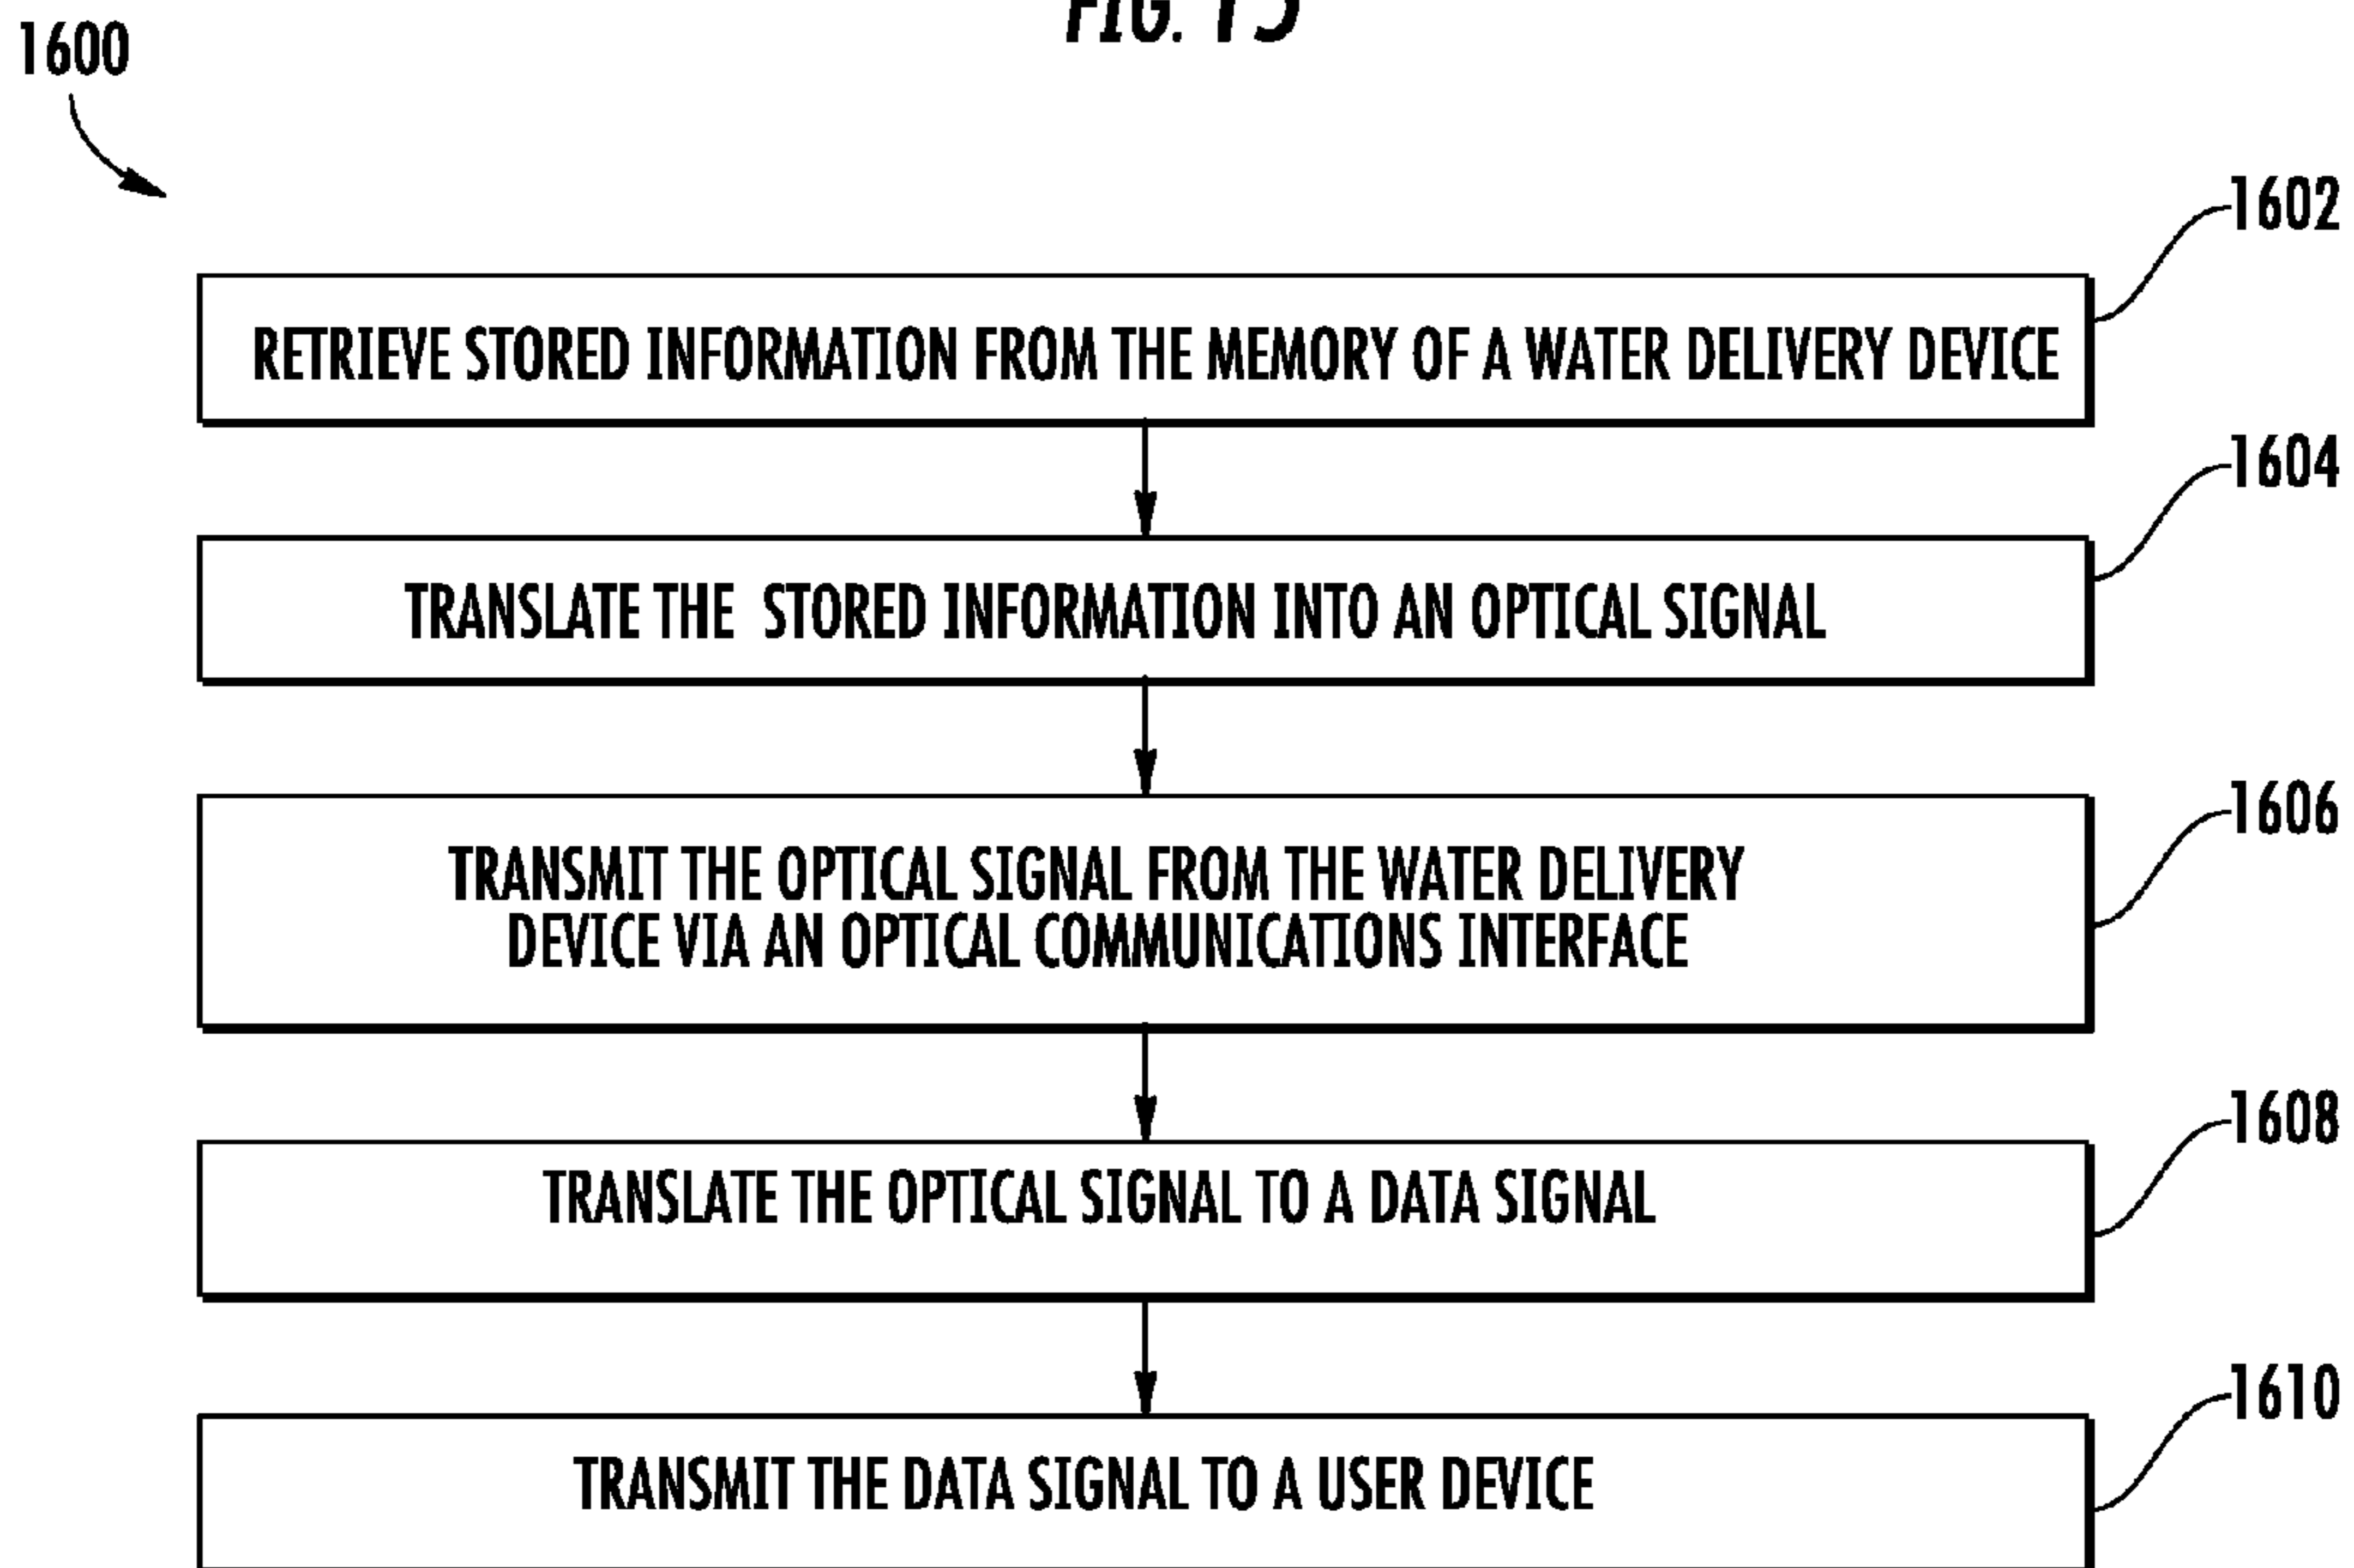 FIG. 15
1600
1602
RETRIEVE STORED INFORMATION FROM THE MEMORY OF A WATER DELIVERY DEVICE
1604
TRANSLATE THE STORED INFORMATION INTO AN OPTICAL SIGNAL
1606
TRANSMIT THE OPTICAL SIGNAL FROM THE WATER DELIVERY
DEVICE VIA AN OPTICAL COMMUNICATIONS INTERFACE
1608
TRANSLATE THE OPTICAL SIGNAL TO A DATA SIGNAL
1610
TRANSMIT THE DATA SIGNAL TO A USER DEVICE